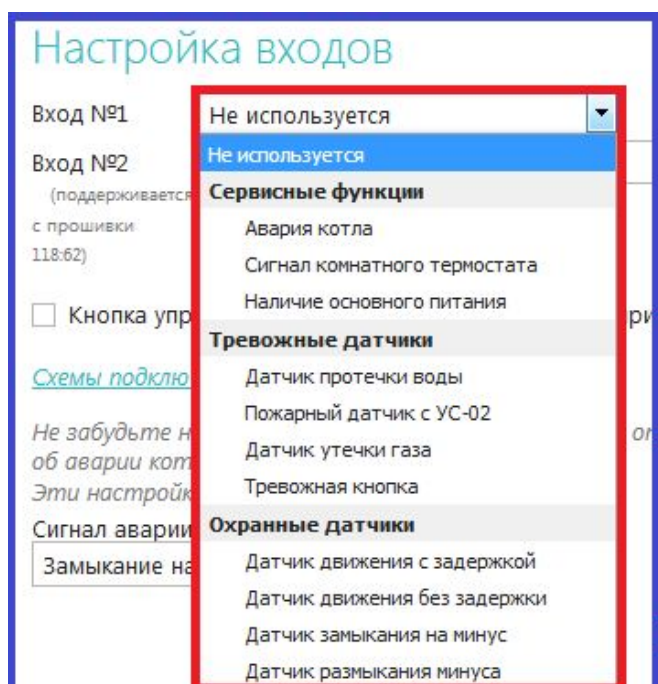 Настройка входов
Вход №1
Не используется
Вход №2
(поддерживается
с прошивки
118:62)
Не используется
Сервисные функции
Авария котла
Сигнал комнатного термостата
Наличие основного питания
Тревожные датчики
Датчик протечки воды
Пожарный датчик с УС-02
Датчик утечки газа
Тревожная кнопка
Охранные датчики
Датчик движения с задержкой
Датчик движения без задержки
Датчик замыкания на минус
Датчик размыкания минуса
Кнопка упр
ри
Схемы подклю
Не забудьте н
оп
об аварии кот
Эти настройк
Сигнал аварии
Замыкание на